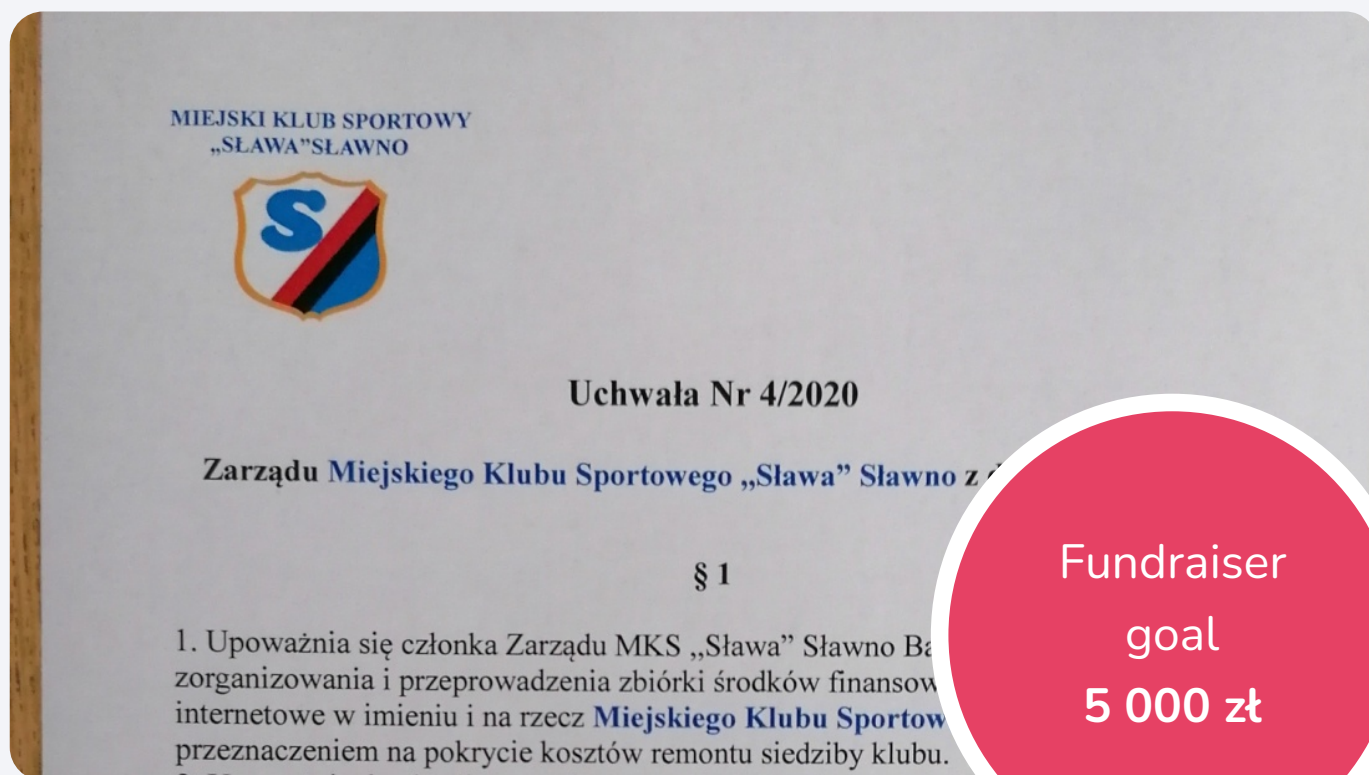 MIEJSKI KLUB SPORTOWY
„SŁAWA”SŁAWNO
S
Uchwała Nr 4/2020
Zarządu Miejskiego Klubu Sportowego „Sława” Sławno z
§ 1
1. Upoważnia się członka Zarządu MKS „Sława” Sławno Ba
zorganizowania i przeprowadzenia zbiórki środków finansow
internetowe w imieniu i na rzecz Miejskiego Klubu Sportow
przeznaczeniem na pokrycie kosztów remontu siedziby klubu.
Fundraiser
goal
5 000 zł